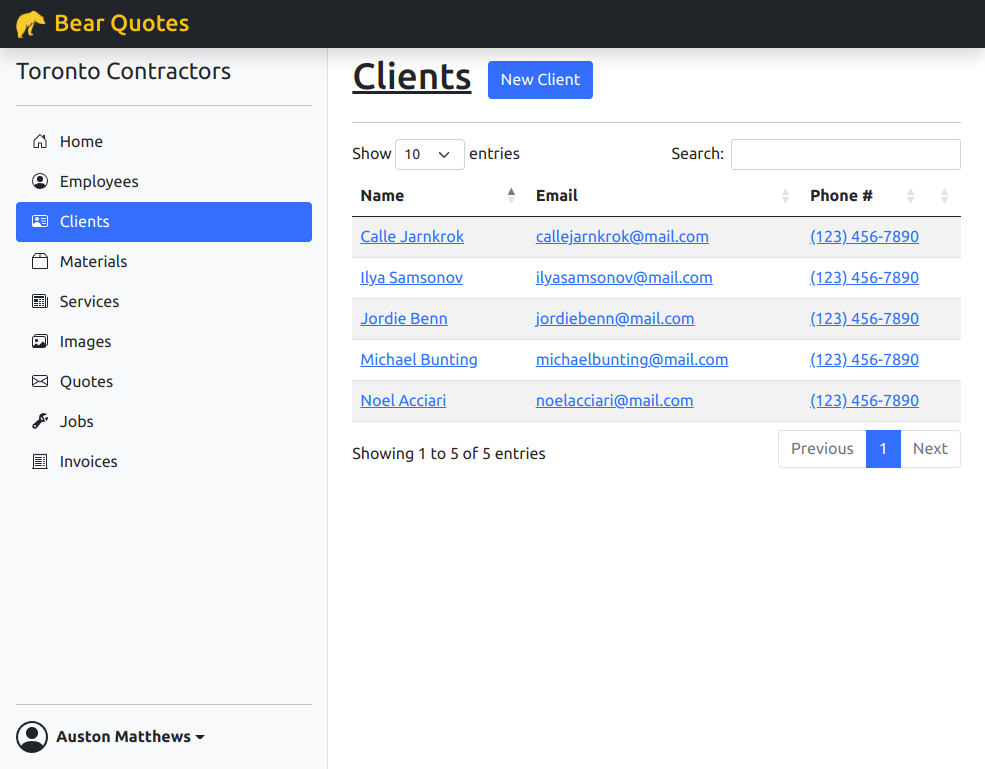 Bear Quotes
Toronto Contractors
Home
Employees
Clients
Materials
Services
Images
Quotes
Jobs
Invoices
Auston Matthews
Clients New Client
Show 10 entries Search:
Name Email Phone #
Calle Jarnkrok callejarnkrok@mail.com (123) 456-7890
Ilya Samsonov ilyasamsonov@mail.com (123) 456-7890
Jordie Benn jordiebenn@mail.com (123) 456-7890
Michael Bunting michaelbunting@mail.com (123) 456-7890
Noel Acciari noelacciari@mail.com (123) 456-7890
Showing 1 to 5 of 5 entries Previous 1 Next